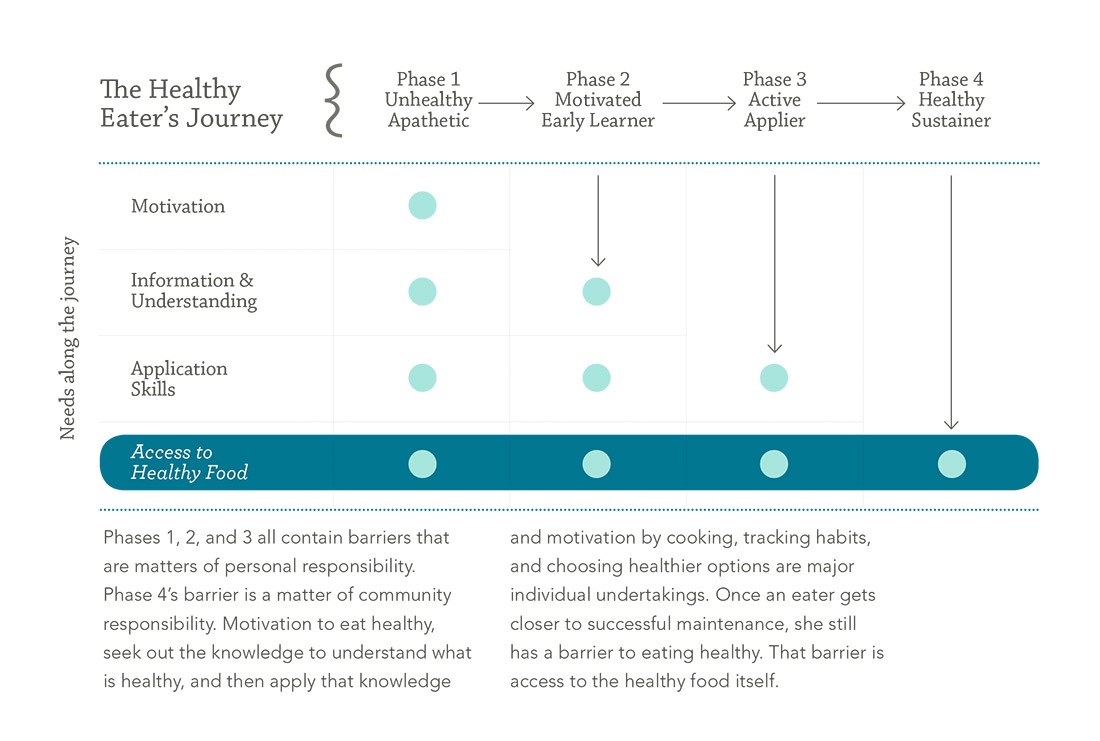 The Healthy
Eater’s Journey
Phase 1
Unhealthy
Apathetic
Phase 2
Motivated
Early Learner
Phase 3
Active
Applier
Phase 4
Healthy
Sustainer
Needs along the journey
Motivation
Information &
Understanding
Application
Skills
Access to
Healthy Food
Phases 1, 2, and 3 all contain barriers that
are matters of personal responsibility.
Phase 4’s barrier is a matter of community
responsibility. Motivation to eat healthy,
seek out the knowledge to understand what
is healthy, and then apply that knowledge
and motivation by cooking, tracking habits,
and choosing healthier options are major
individual undertakings. Once an eater gets
closer to successful maintenance, she still
has a barrier to eating healthy. That barrier is
access to the healthy food itself.